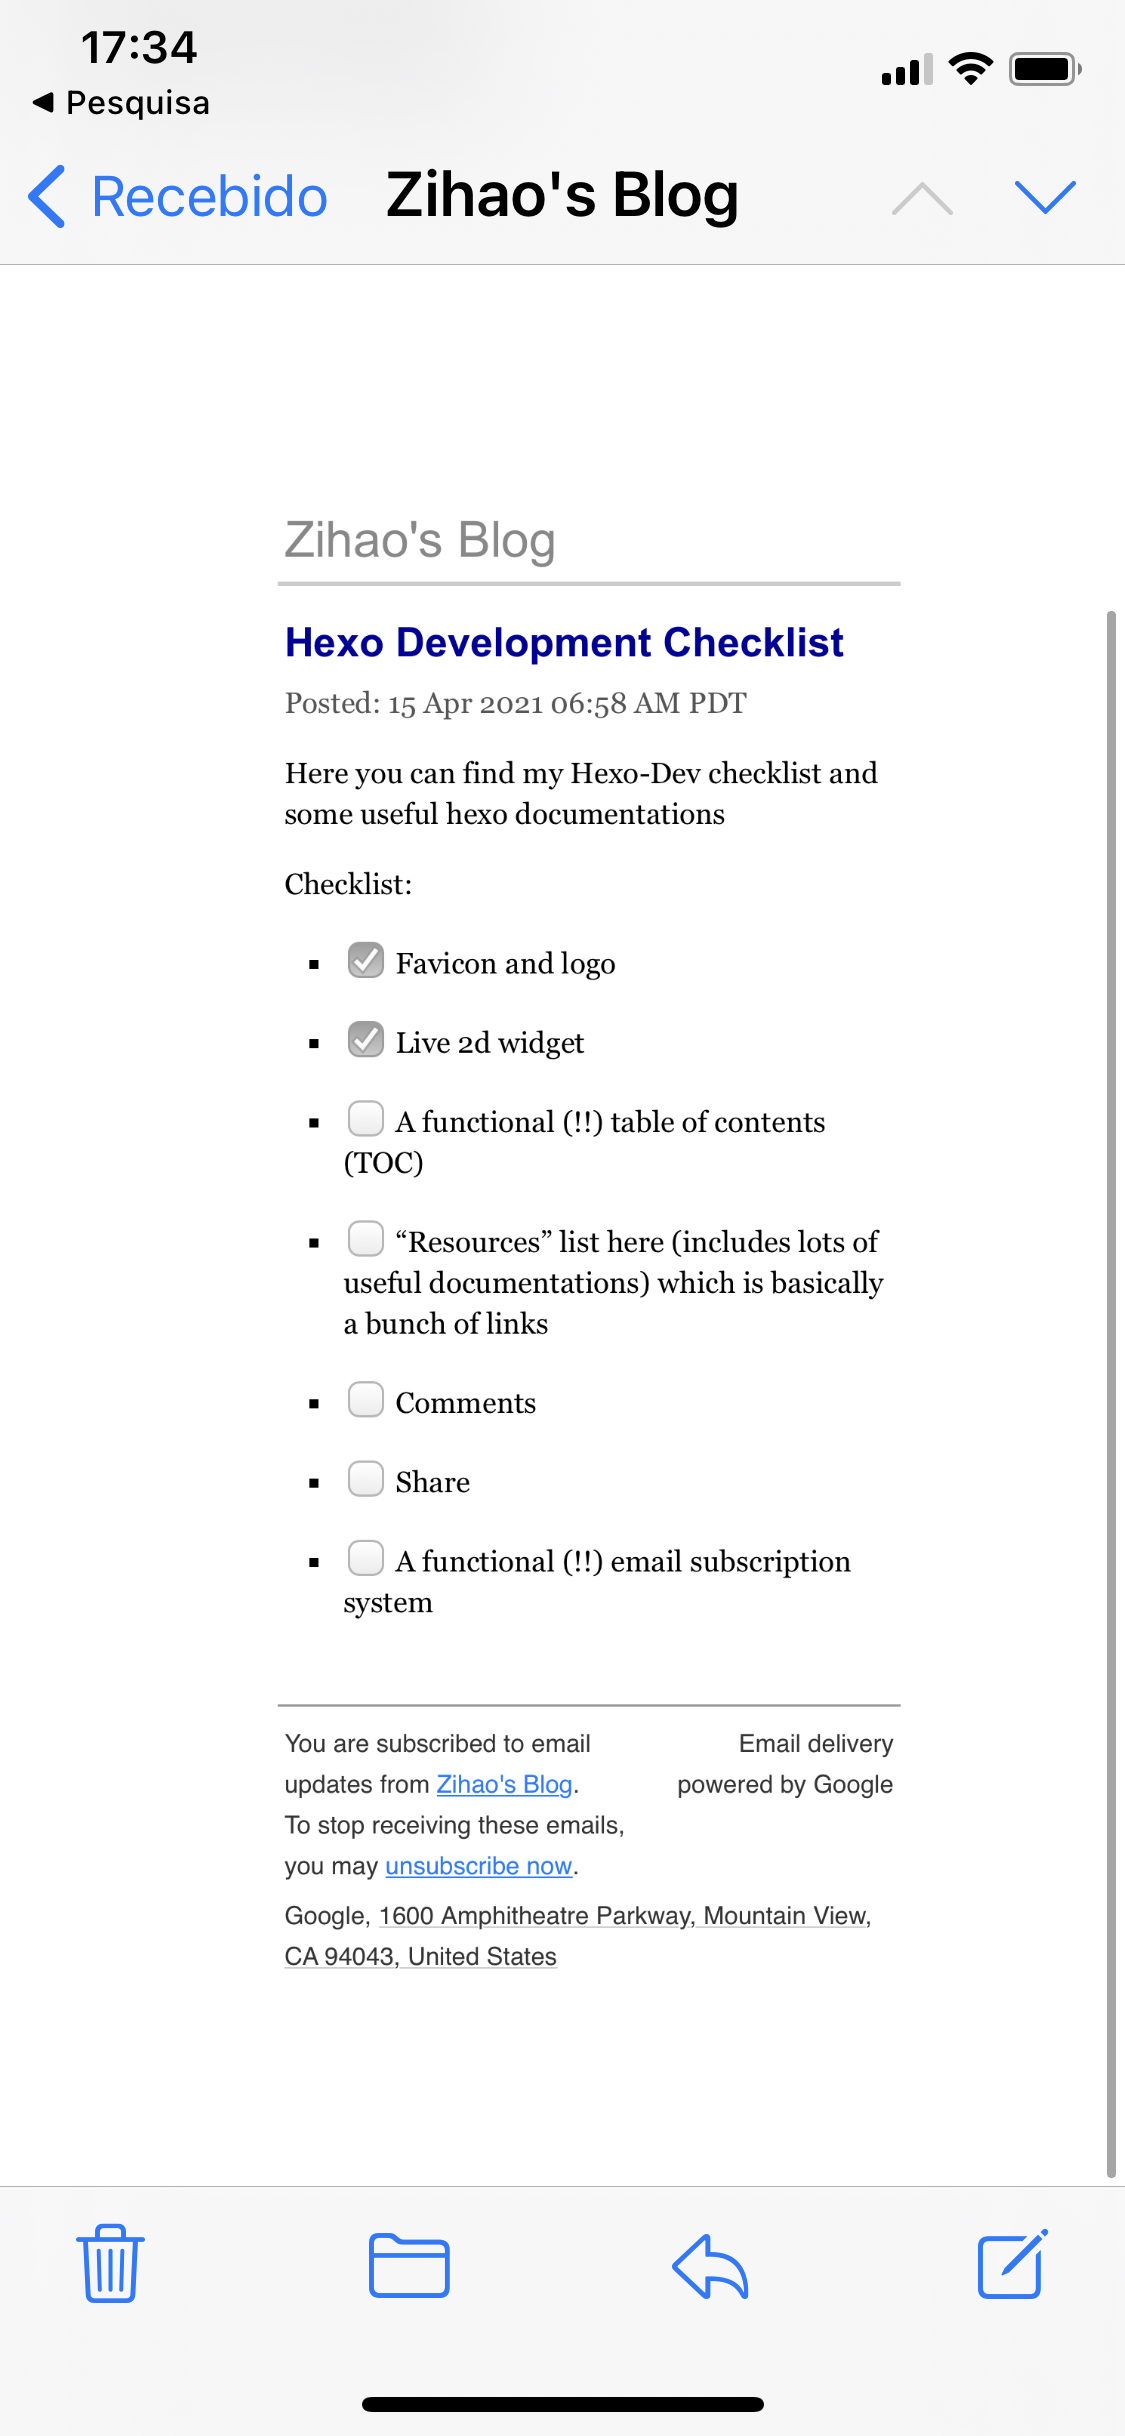 17:34
◀ Pesquisa
Recebido
Zihao's Blog
Zihao's Blog
Hexo Development Checklist
Posted: 15 Apr 2021 06:58 AM PDT
Here you can find my Hexo-Dev checklist and
some useful hexo documentations
Checklist:
Favicon and logo
Live 2d widget
A functional (!!) table of contents
(TOC)
“Resources” list here (includes lots of
useful documentations) which is basically
a bunch of links
Comments
Share
A functional (!!) email subscription
system
You are subscribed to email
updates from Zihao's Blog.
To stop receiving these emails,
you may unsubscribe now.
Email delivery
powered by Google
Google, 1600 Amphitheatre Parkway, Mountain View,
CA 94043, United States